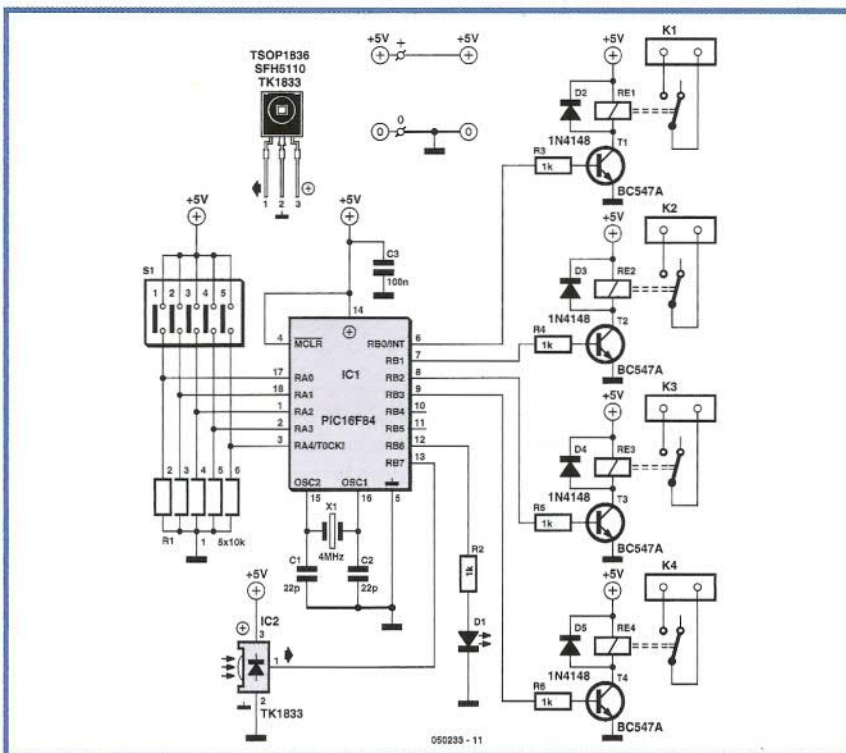 TSOP1836
SFH5110
TK1833
1 2 3
+5V + +5V
0 0 0
+5V
K1
D2
RE1
1N4148
T1
R3
1k
BC547A
+5V
K2
D3
RE2
1N4148
T2
R4
1k
BC547A
+5V
K3
D4
RE3
1N4148
T3
R5
1k
BC547A
+5V
K4
D5
RE4
1N4148
T4
R6
1k
BC547A
+5V
S1
1 2 3 4 5
+5V
C3
100n
14
4 MCLR
IC1
PIC16F84
17 RA0
18 RA1
1 RA2
2 RA3
3 RA4/T0CKI
RB0/INT 6
RB1 7
RB2 8
RB3 9
RB4 10
RB5 11
RB6 12
RB7 13
OSC2 OSC1
15 16 5
2 3 4 5 6
R1 1 5x10k
X1
4MHz
C1 C2
22p 22p
R2
1k
D1
+5V
IC2
3
1
2
TK1833
050233 - 11